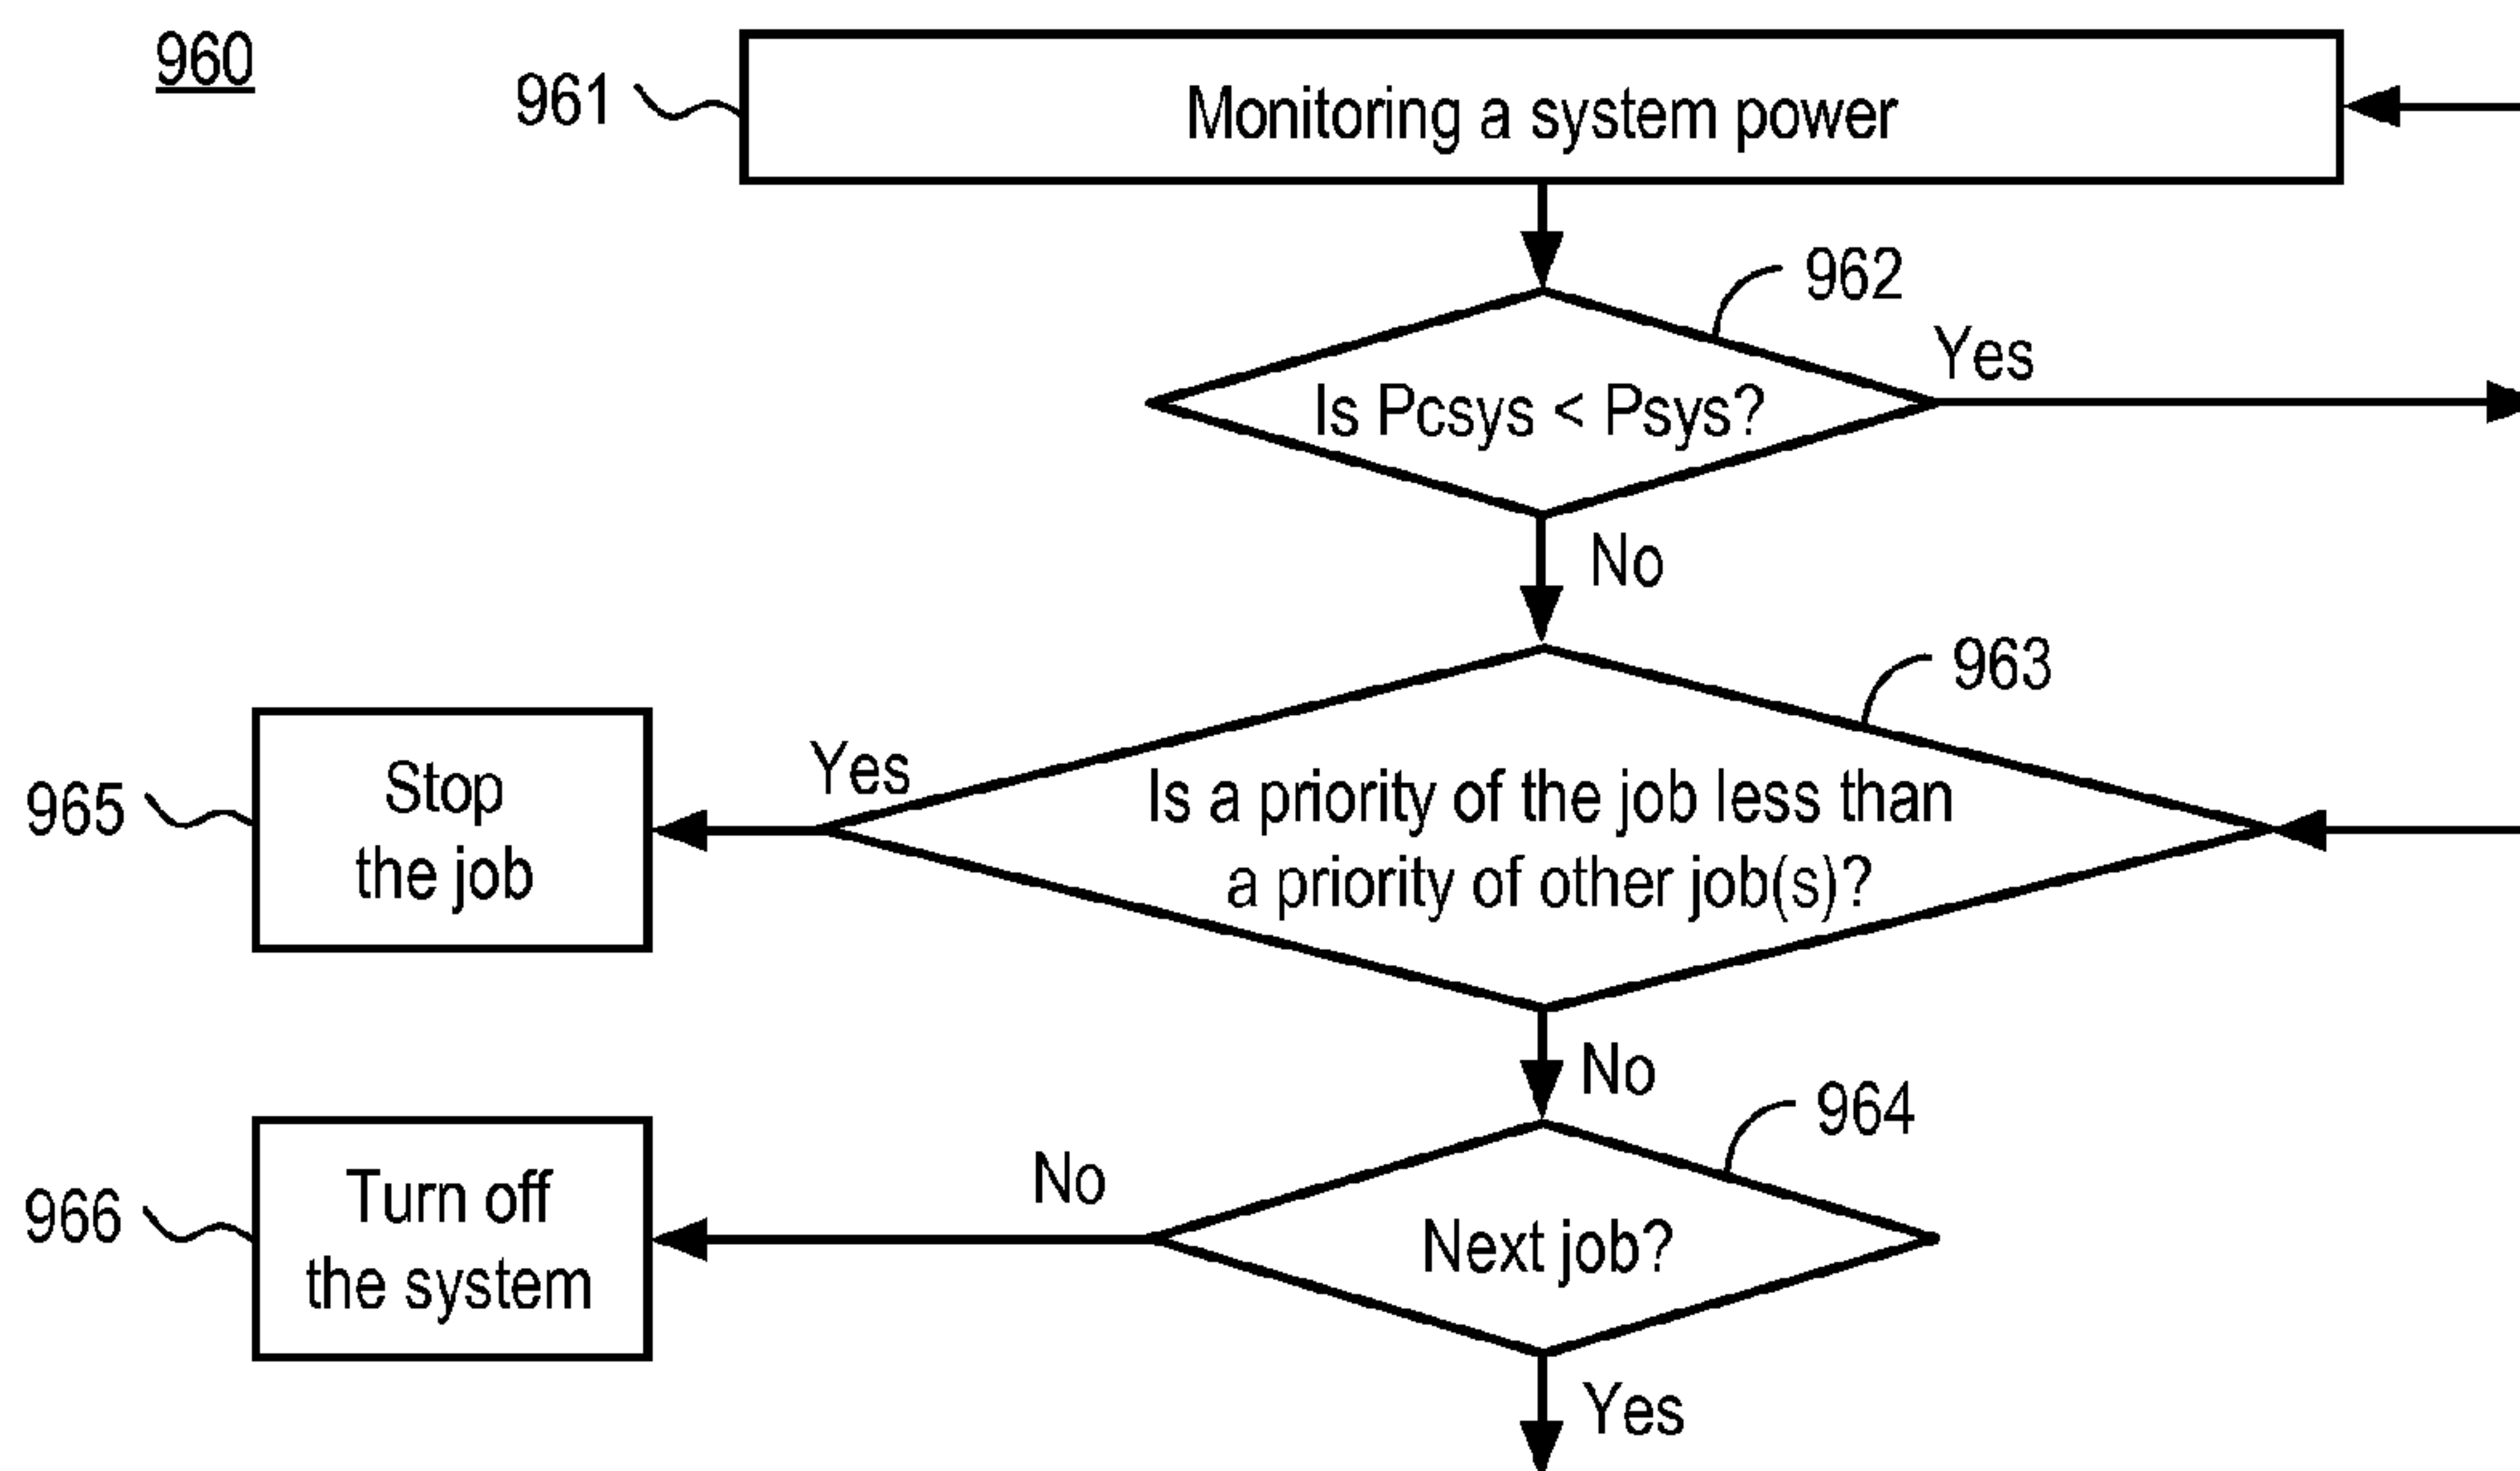 960
961
Monitoring a system power
962
Is Pcsys < Psys?
Yes
No
963
Is a priority of the job less than
a priority of other job(s)?
Yes
965
Stop
the job
No
964
Next job?
No
966
Turn off
the system
Yes